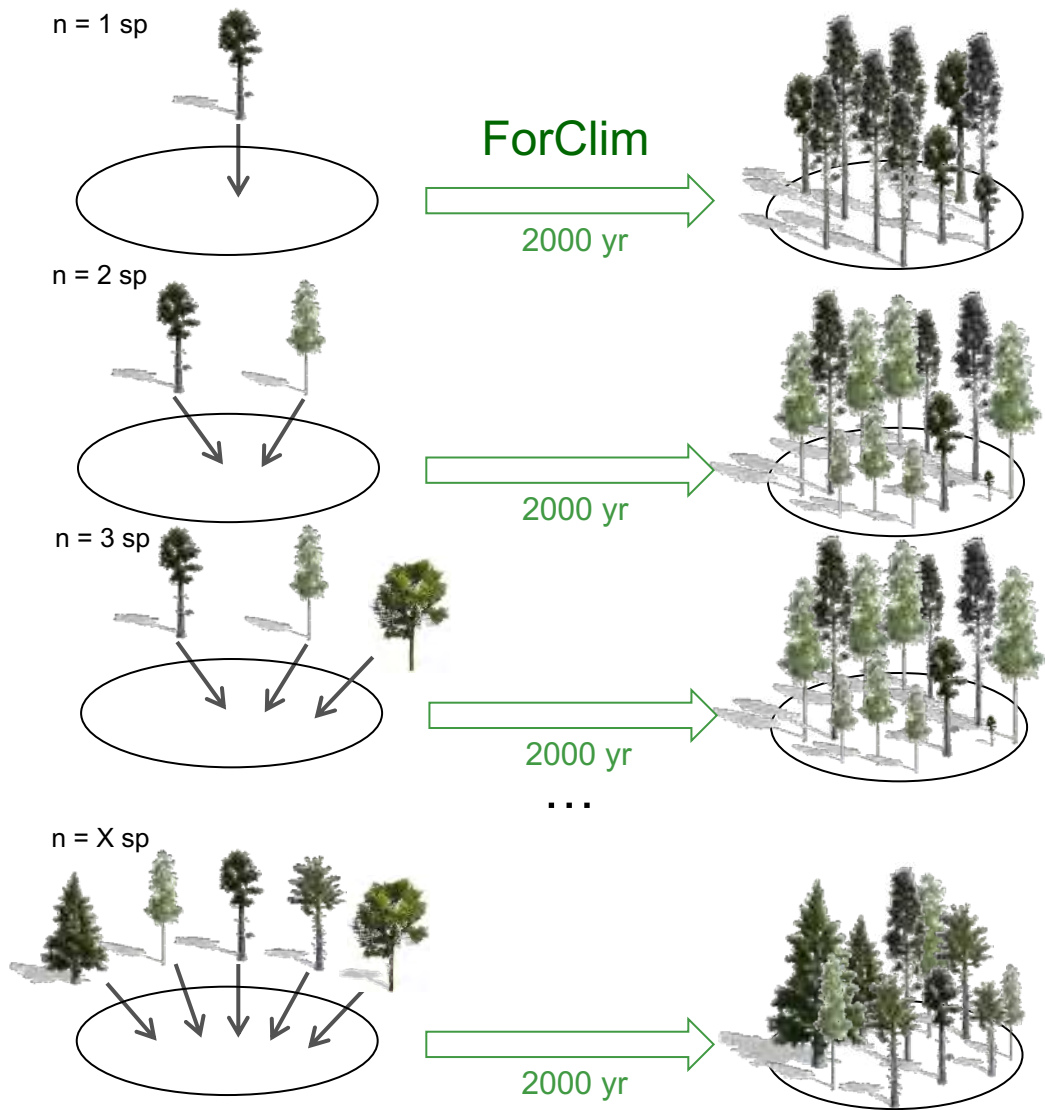 n = 1 sp
ForClim
2000 yr
n = 2 sp
2000 yr
n = 3 sp
2000 yr
...
n = X sp
2000 yr